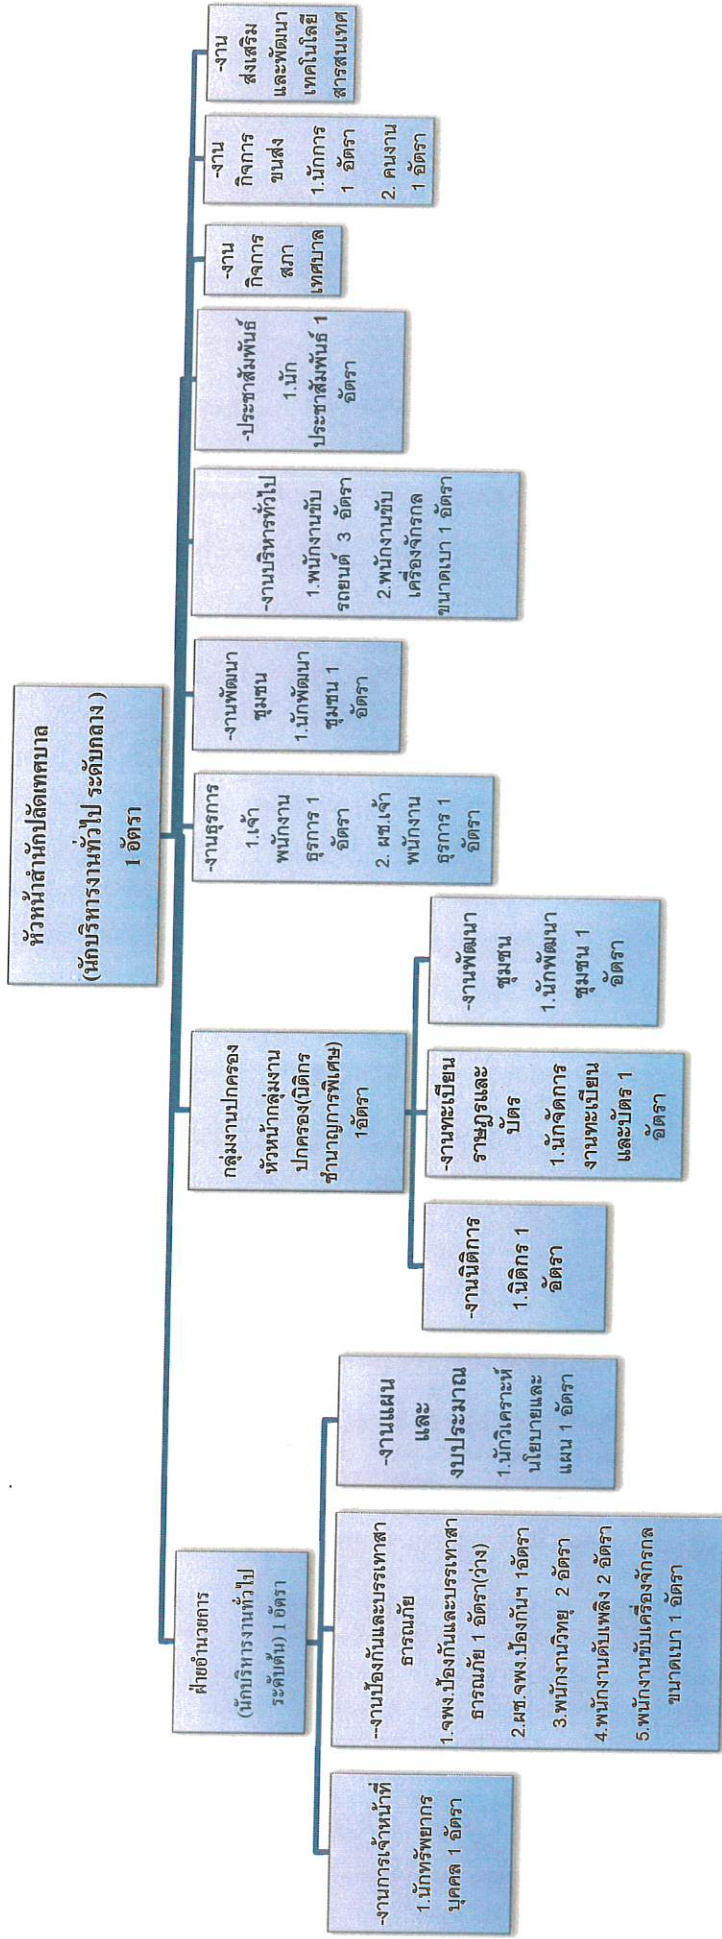 หัวหน้าสำนักปลัดเทศบาล
(นักบริหารงานทั่วไป ระดับกลาง )
1 อัตรา
ฝ่ายอำนวยการ
(นักบริหารงานทั่วไป
ระดับต้น) 1 อัตรา
กลุ่มงานปกครอง
หัวหน้ากลุ่มงาน
ปกครอง(นิติกร
ชำนาญการพิเศษ)
1อัตรา
-งานธุรการ
1.เจ้า
พนักงาน
ธุรการ 1
อัตรา
2. ผช.เจ้า
พนักงาน
ธุรการ 1
อัตรา
-งานพัฒนา
ชุมชน
1.นักพัฒนา
ชุมชน 1
อัตรา
-งานบริหารทั่วไป
1.พนักงานขับ
รถยนต์ 3 อัตรา
2.พนักงานขับ
เครื่องจักรกล
ขนาดเบา 1 อัตรา
-ประชาสัมพันธ์
1.นัก
ประชาสัมพันธ์ 1
อัตรา
-งาน
กิจการ
สภา
เทศบาล
-งาน
กิจการ
ขนส่ง
1.นักการ
1 อัตรา
2. คนงาน
1 อัตรา
-งาน
ส่งเสริม
และพัฒนา
เทคโนโลยี
สารสนเทศ
-งานการเจ้าหน้าที่
1.นักทรัพยากร
บุคคล 1 อัตรา
--งานป้องกันและบรรเทาสา
ธารณภัย
1.จพง.ป้องกันและบรรเทาสา
ธารณภัย 1 อัตรา(ว่าง)
2.ผช.จพง.ป้องกันฯ 1อัตรา
3.พนักงานวิทยุ 2 อัตรา
4.พนักงานดับเพลิง 2 อัตรา
5.พนักงานขับเครื่องจักรกล
ขนาดเบา 1 อัตรา
-งานแผน
และ
งบประมาณ
1.นักวิเคราะห์
นโยบายและ
แผน 1 อัตรา
-งานนิติการ
1.นิติกร 1
อัตรา
-งานทะเบียน
ราษฎรและ
บัตร
1.นักจัดการ
งานทะเบียน
และบัตร 1
อัตรา
-งานพัฒนา
ชุมชน
1.นักพัฒนา
ชุมชน 1
อัตรา